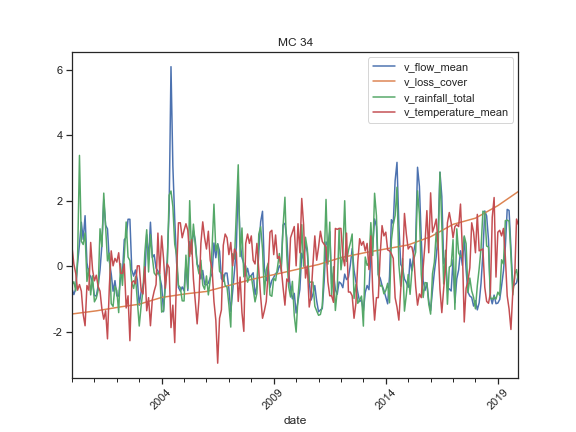 MC 34
v_flow_mean
v_loss_cover
v_rainfall_total
v_temperature_mean
6
4
2
0
-2
2004
2009
2014
2019
date